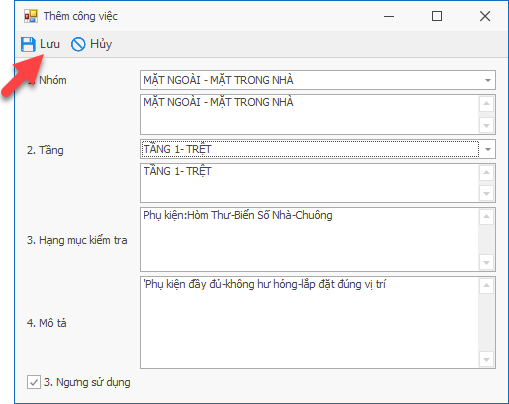 Thêm công việc
Lưu Hủy
1. Nhóm MẶT NGOÀI - MẶT TRONG NHÀ
MẶT NGOÀI - MẶT TRONG NHÀ
2. Tầng TẦNG 1- TRỆT
TẦNG 1- TRỆT
Phụ kiện:Hòm Thư-Biển Số Nhà-Chuông
3. Hạng mục kiểm tra
'Phụ kiện đầy đủ-không hư hỏng-lắp đặt đúng vị trí
4. Mô tả
3. Ngưng sử dụng